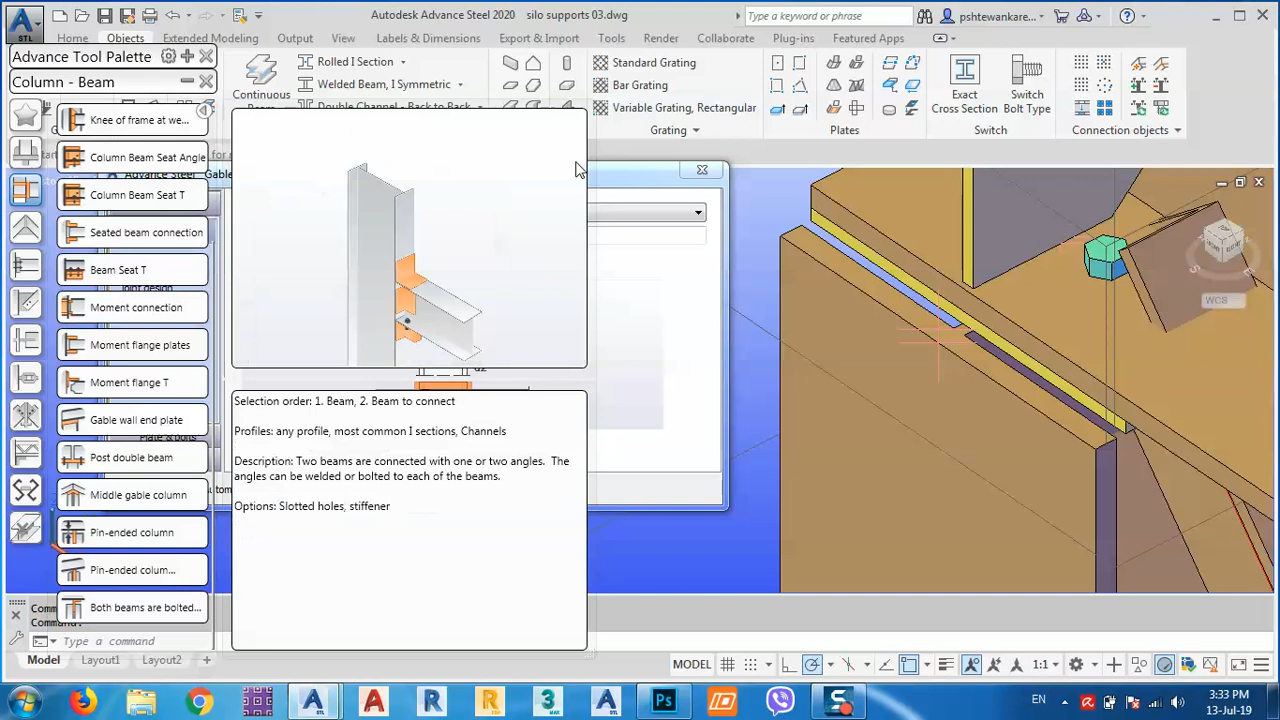 Autodesk Advance Steel 2020 silo supports 03.dwg
Type a keyword or phrase
pshtewankare...
STL
Home Objects Extended Modeling Output View Labels & Dimensions Export & Import Tools Render Collaborate Plug-ins Featured Apps
Advance Tool Palette
Column - Beam
Rolled I Section
Welded Beam, I Symmetric
Double Channel - Back to Back
Continuous
Standard Grating
Bar Grating
Variable Grating, Rectangular
Grating
Plates
Exact
Cross Section
Switch
Bolt Type
Switch
Connection objects
Knee of frame at we...
Column Beam Seat Angle
Column Beam Seat T
Seated beam connection
Beam Seat T
Moment connection
Moment flange plates
Moment flange T
Gable wall end plate
Post double beam
Middle gable column
Pin-ended column
Pin-ended colum...
Both beams are bolted...
Selection order: 1. Beam, 2. Beam to connect
Profiles: any profile, most common I sections, Channels
Description: Two beams are connected with one or two angles. The
angles can be welded or bolted to each of the beams.
Options: Slotted holes, stiffener
WCS
Type a command
Model Layout1 Layout2 +
MODEL
1:1
EN
3:33 PM
13-Jul-19